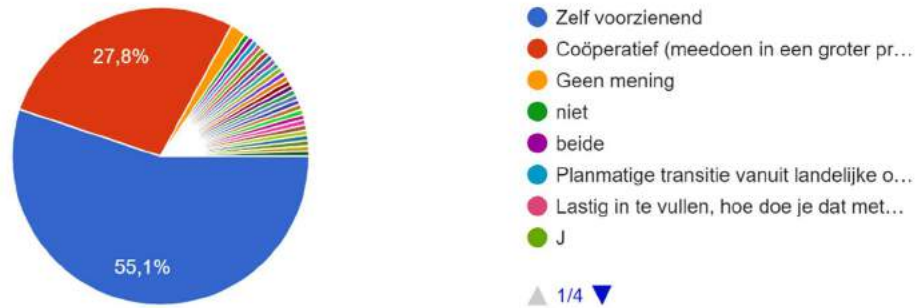 27,8%
55,1%
Zelf voorzienend
Coöperatief (meedoen in een groter pr...
Geen mening
niet
beide
Planmatige transitie vanuit landelijke o...
Lastig in te vullen, hoe doe je dat met...
J
1/4